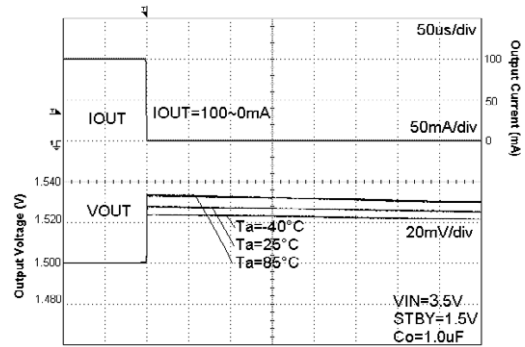 50us/div
100
IOUT
IOUT=100~0mA
50
50mA/div
0
Output Current (mA)
1.540
VOUT
1.520
Ta=-40°C
20mV/div
Ta=25°C
Ta=85°C
1.500
1.480
Output Voltage (V)
VIN=3.5V
STBY=1.5V
Co=1.0uF